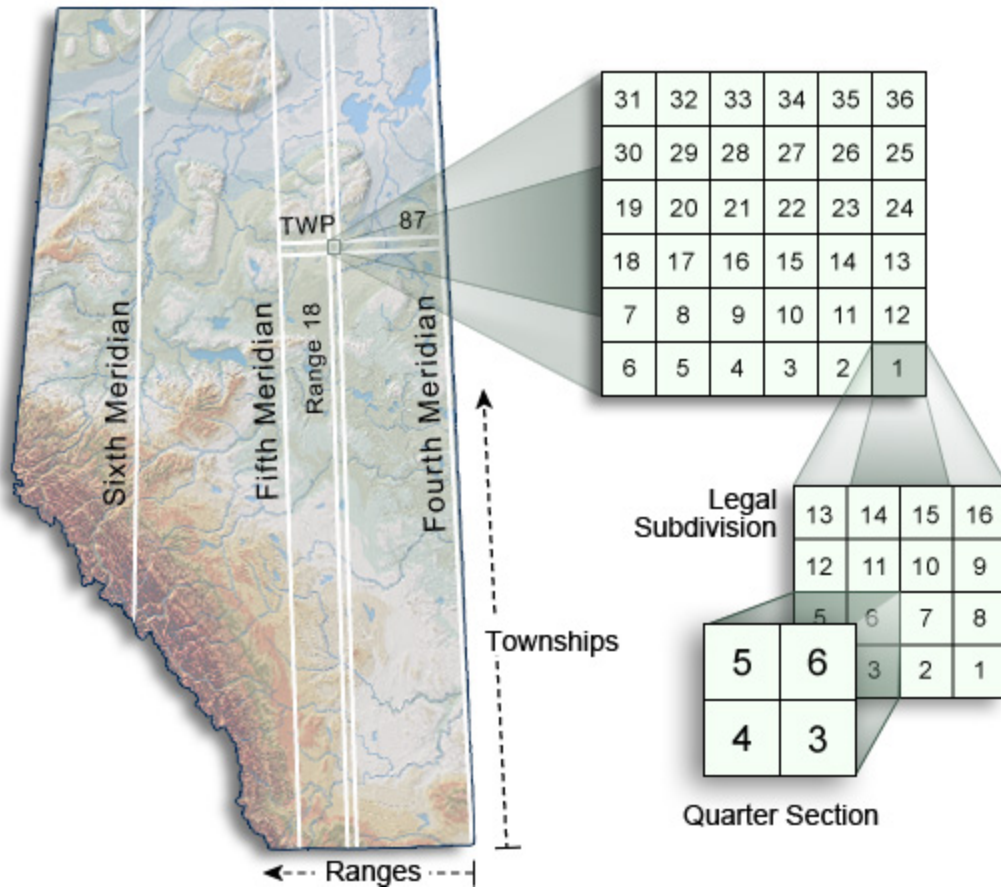 TWP 87
Sixth Meridian
Fifth Meridian
Range 18
Fourth Meridian
Townships
Ranges
31 32 33 34 35 36
30 29 28 27 26 25
19 20 21 22 23 24
18 17 16 15 14 13
7 8 9 10 11 12
6 5 4 3 2 1
Legal
Subdivision
13 14 15 16
12 11 10 9
5 6 7 8
3 2 1
5 6
4 3
Quarter Section